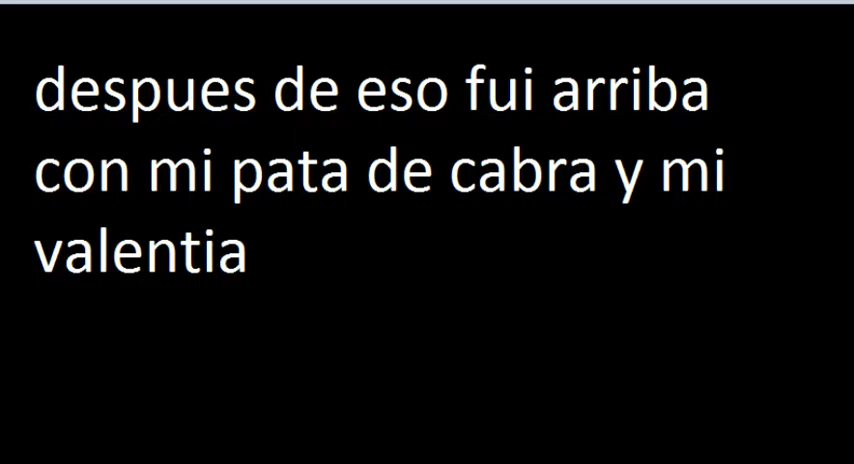 despues de eso fui arriba
con mi pata de cabra y mi
valentia